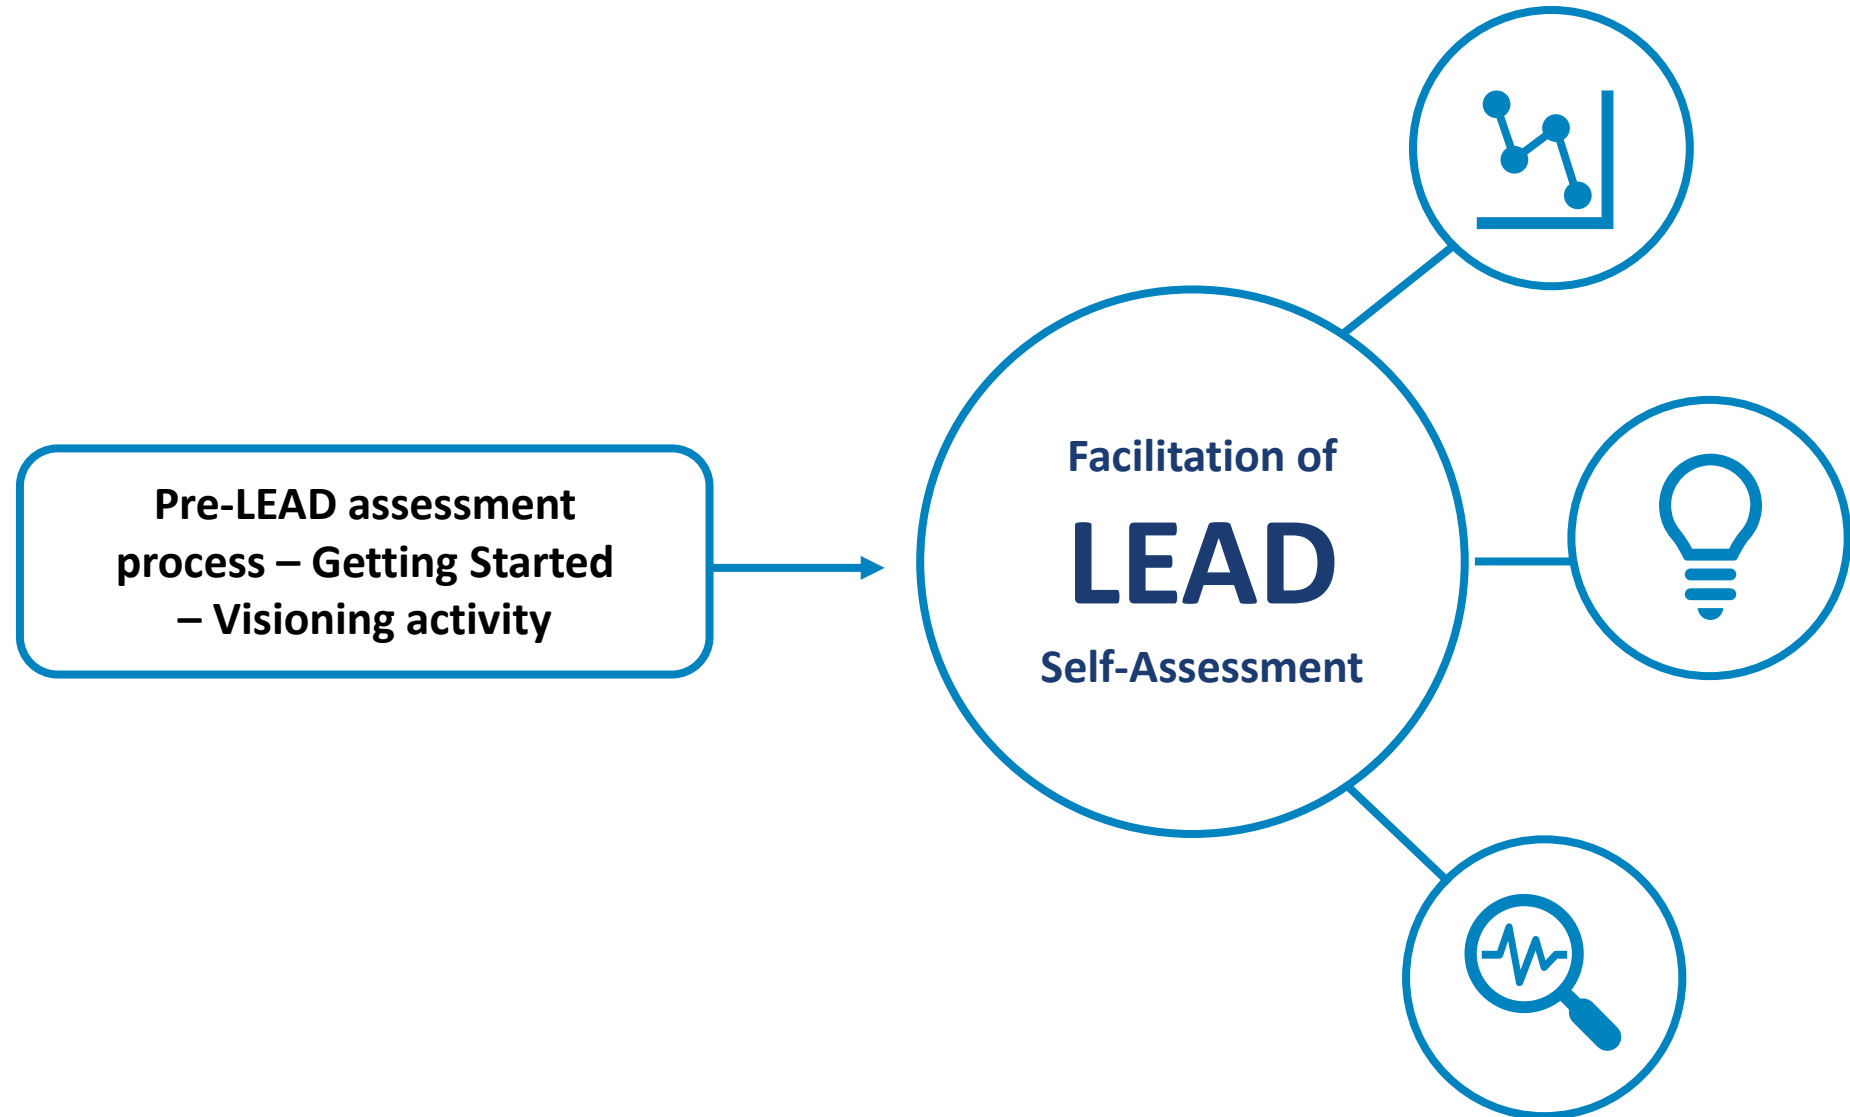 Pre-LEAD assessment
process – Getting Started
– Visioning activity
Facilitation of
LEAD
Self-Assessment